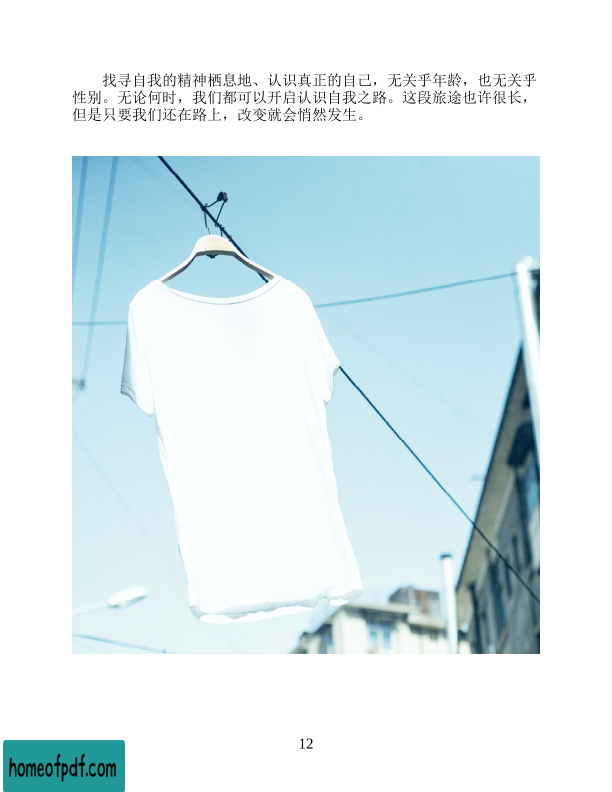 找寻自我的精神栖息地、认识真正的自己，无关乎年龄，也无关乎
性别。无论何时，我们都可以开启认识自我之路。这段旅途也许很长，
但是只要我们还在路上，改变就会悄然发生。
12
homeofpdf.com